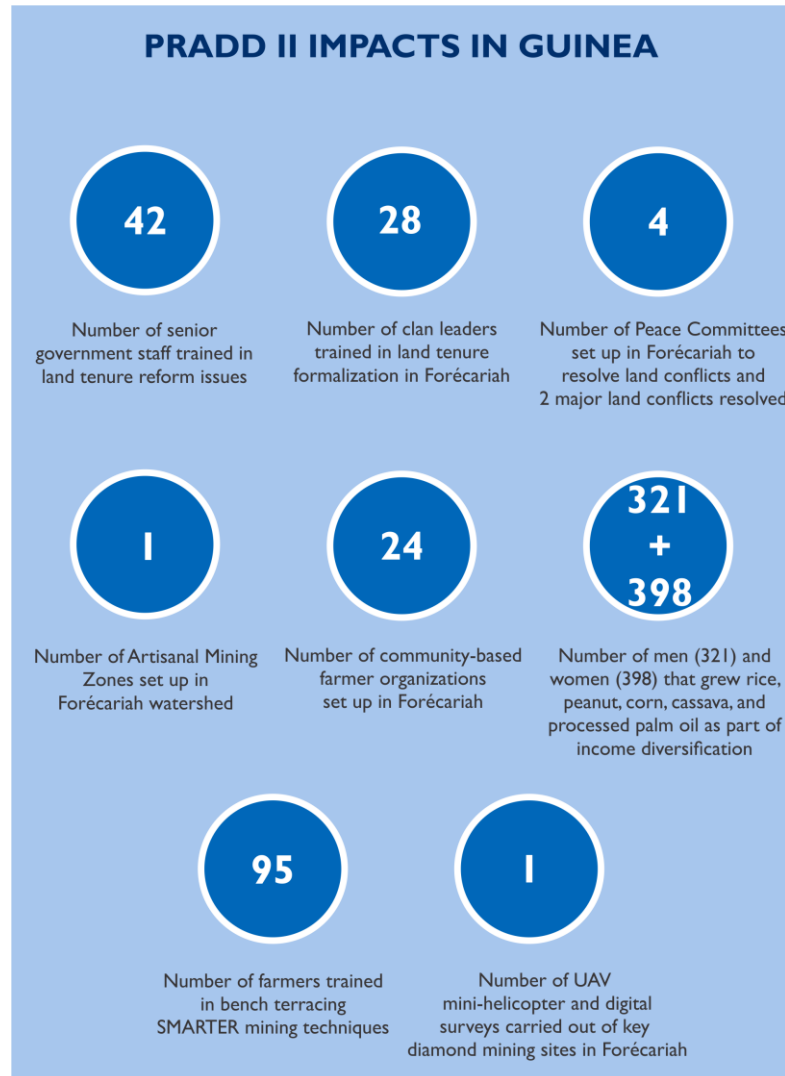 PRADD II IMPACTS IN GUINEA
42
Number of senior
government staff trained in
land tenure reform issues
28
Number of clan leaders
trained in land tenure
formalization in Forécariah
4
Number of Peace Committees
set up in Forécariah to
resolve land conflicts and
2 major land conflicts resolved
1
Number of Artisanal Mining
Zones set up in
Forécariah watershed
24
Number of community-based
farmer organizations
set up in Forécariah
321
+
398
Number of men (321) and
women (398) that grew rice,
peanut, corn, cassava, and
processed palm oil as part of
income diversification
95
Number of farmers trained
in bench terracing
SMARTER mining techniques
1
Number of UAV
mini-helicopter and digital
surveys carried out of key
diamond mining sites in Forécariah